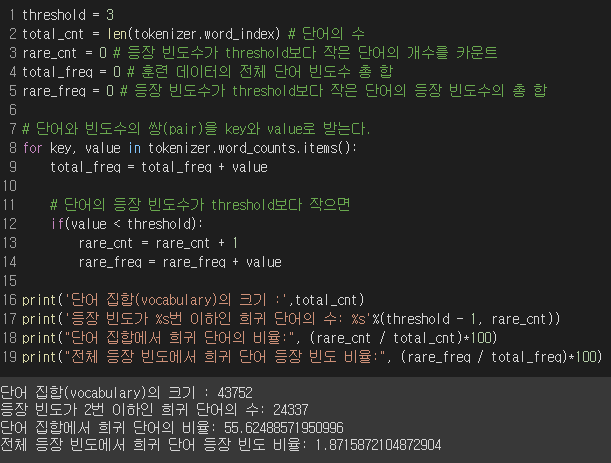 1 threshold = 3
2 total_cnt = len(tokenizer.word_index) # 단어의 수
3 rare_cnt = 0 # 등장 빈도수가 threshold보다 작은 단어의 개수를 카운트
4 total_freq = 0 # 훈련 데이터의 전체 단어 빈도수 총 합
5 rare_freq = 0 # 등장 빈도수가 threshold보다 작은 단어의 등장 빈도수의 총 합
6
7 # 단어와 빈도수의 쌍(pair)을 key와 value로 받는다.
8 for key, value in tokenizer.word_counts.items():
9     total_freq = total_freq + value
10
11     # 단어의 등장 빈도수가 threshold보다 작으면
12     if(value < threshold):
13         rare_cnt = rare_cnt + 1
14         rare_freq = rare_freq + value
15
16 print('단어 집합(vocabulary)의 크기 :',total_cnt)
17 print('등장 빈도가 %s번 이하인 희귀 단어의 수: %s'%(threshold - 1, rare_cnt))
18 print("단어 집합에서 희귀 단어의 비율:", (rare_cnt / total_cnt)*100)
19 print("전체 등장 빈도에서 희귀 단어 등장 빈도 비율:", (rare_freq / total_freq)*100)
단어 집합(vocabulary)의 크기 : 43752
등장 빈도가 2번 이하인 희귀 단어의 수: 24337
단어 집합에서 희귀 단어의 비율: 55.62488571950996
전체 등장 빈도에서 희귀 단어 등장 빈도 비율: 1.8715872104872904